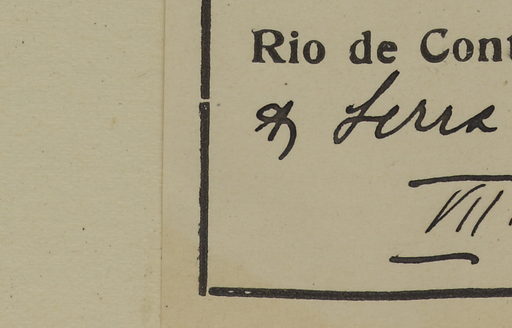 Rio de Cont
& Serra
VII